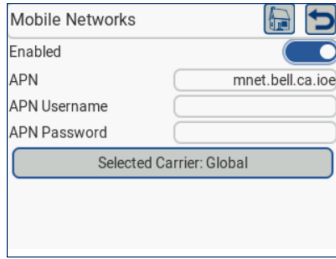 Mobile Networks
Enabled
APN mnet.bell.ca.ioe
APN Username
APN Password
Selected Carrier: Global